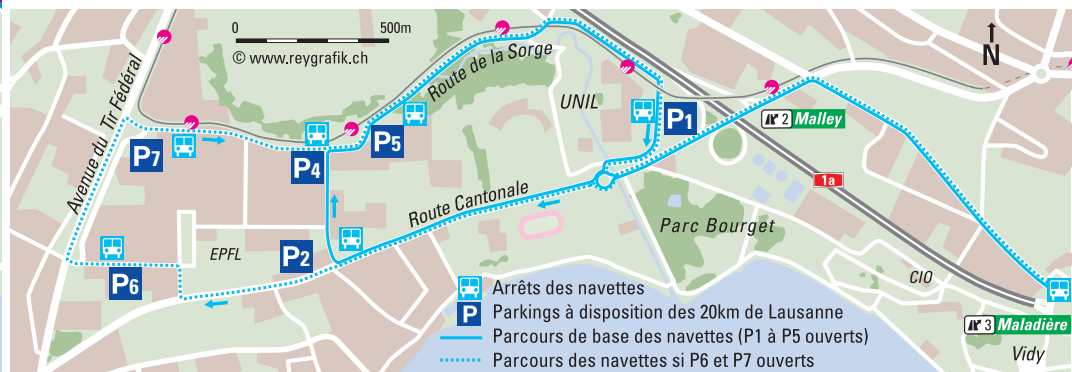 0 500m
© www.reygrafik.ch
N
Avenue du Tir Fédéral
Route de la Sorge
UNIL
P1
2 Malley
P7
P4
P5
1a
Route Cantonale
Parc Bourget
EPFL
P2
P6
CIO
3 Maladière
Vidy
Arrêts des navettes
P Parkings à disposition des 20km de Lausanne
Parcours de base des navettes (P1 à P5 ouverts)
Parcours des navettes si P6 et P7 ouverts